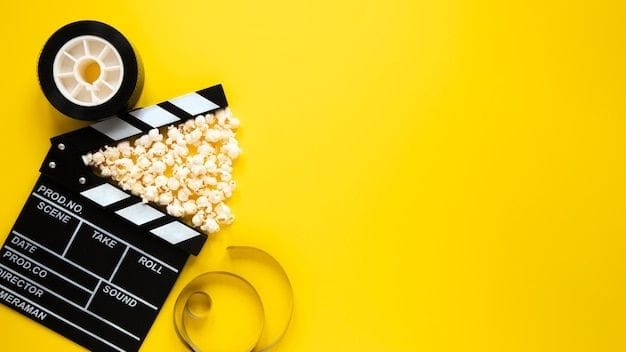 PROD.NO.
SCENE TAKE ROLL
DATE SOUND
PROD.CO
DIRECTOR
MERAMAN